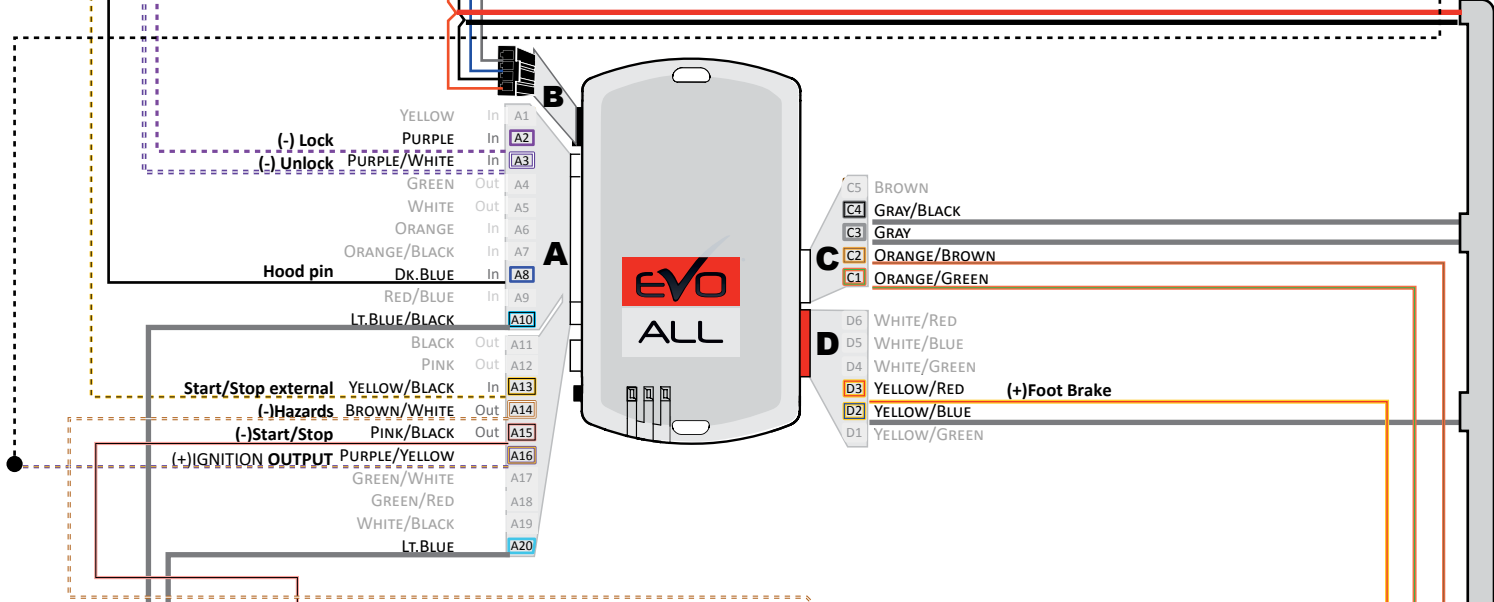 B
YELLOW In A1
(-) Lock PURPLE In A2
(-) Unlock PURPLE/WHITE In A3
GREEN Out A4
WHITE Out A5
ORANGE In A6
ORANGE/BLACK In A7
A
Hood pin DK.BLUE In A8
RED/BLUE In A9
LT.BLUE/BLACK A10
BLACK Out A11
PINK Out A12
Start/Stop external YELLOW/BLACK In A13
(-)Hazards BROWN/WHITE Out A14
(-)Start/Stop PINK/BLACK Out A15
(+)IGNITION OUTPUT PURPLE/YELLOW A16
GREEN/WHITE A17
GREEN/RED A18
WHITE/BLACK A19
LT.BLUE A20
EVO
ALL
C5 BROWN
C4 GRAY/BLACK
C3 GRAY
C
C2 ORANGE/BROWN
C1 ORANGE/GREEN
D6 WHITE/RED
D
D5 WHITE/BLUE
D4 WHITE/GREEN
D3 YELLOW/RED (+)Foot Brake
D2 YELLOW/BLUE
D1 YELLOW/GREEN